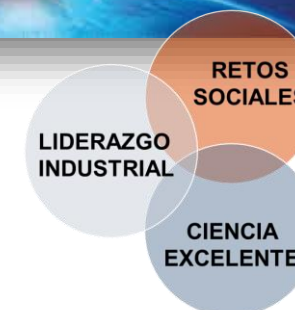 RETOS
SOCIALES
LIDERAZGO
INDUSTRIAL
CIENCIA
EXCELENTE